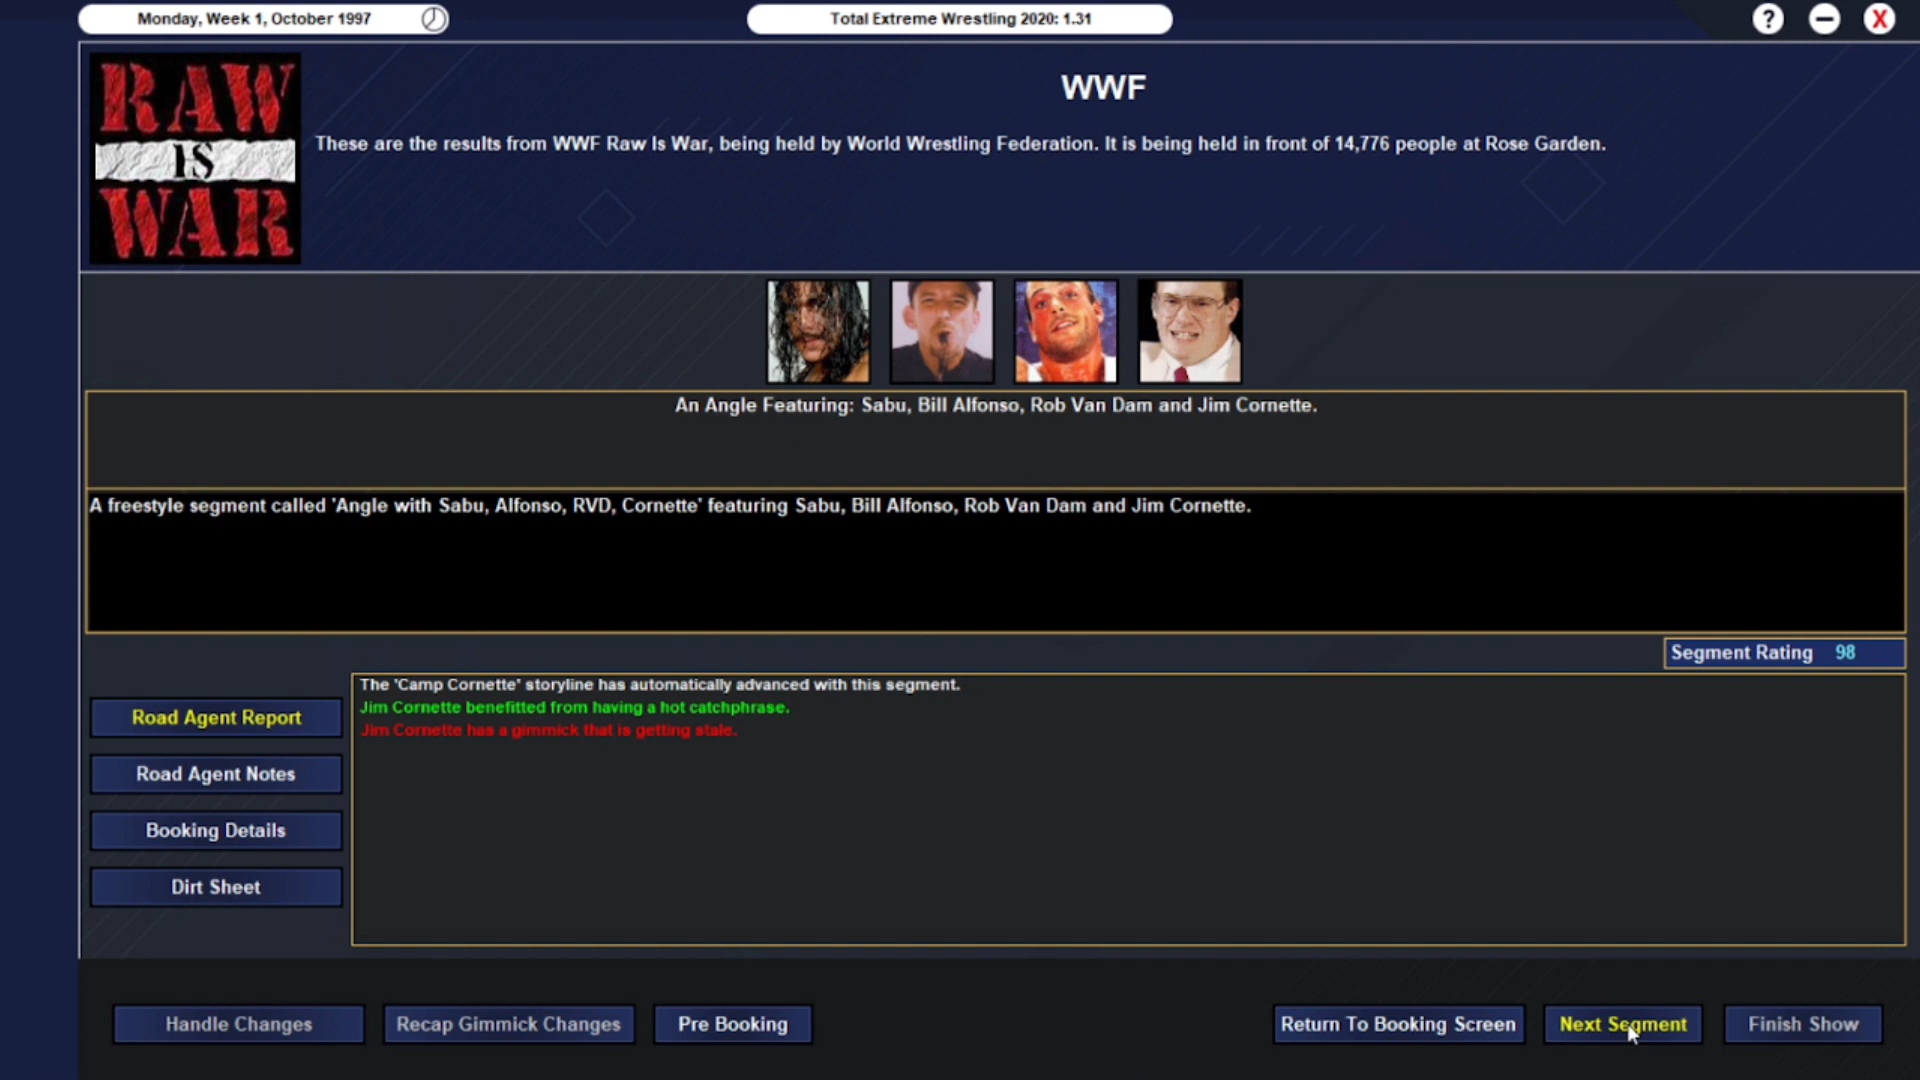 Monday, Week 1, October 1997
Total Extreme Wrestling 2020: 1.31
?
X
RAW
IS
WAR
WWF
These are the results from WWF Raw Is War, being held by World Wrestling Federation. It is being held in front of 14,776 people at Rose Garden.
An Angle Featuring: Sabu, Bill Alfonso, Rob Van Dam and Jim Cornette.
A freestyle segment called 'Angle with Sabu, Alfonso, RVD, Cornette' featuring Sabu, Bill Alfonso, Rob Van Dam and Jim Cornette.
Segment Rating 98
The 'Camp Cornette' storyline has automatically advanced with this segment.
Jim Cornette benefitted from having a hot catchphrase.
Jim Cornette has a gimmick that is getting stale.
Road Agent Report
Road Agent Notes
Booking Details
Dirt Sheet
Handle Changes
Recap Gimmick Changes
Pre Booking
Return To Booking Screen
Next Segment
Finish Show